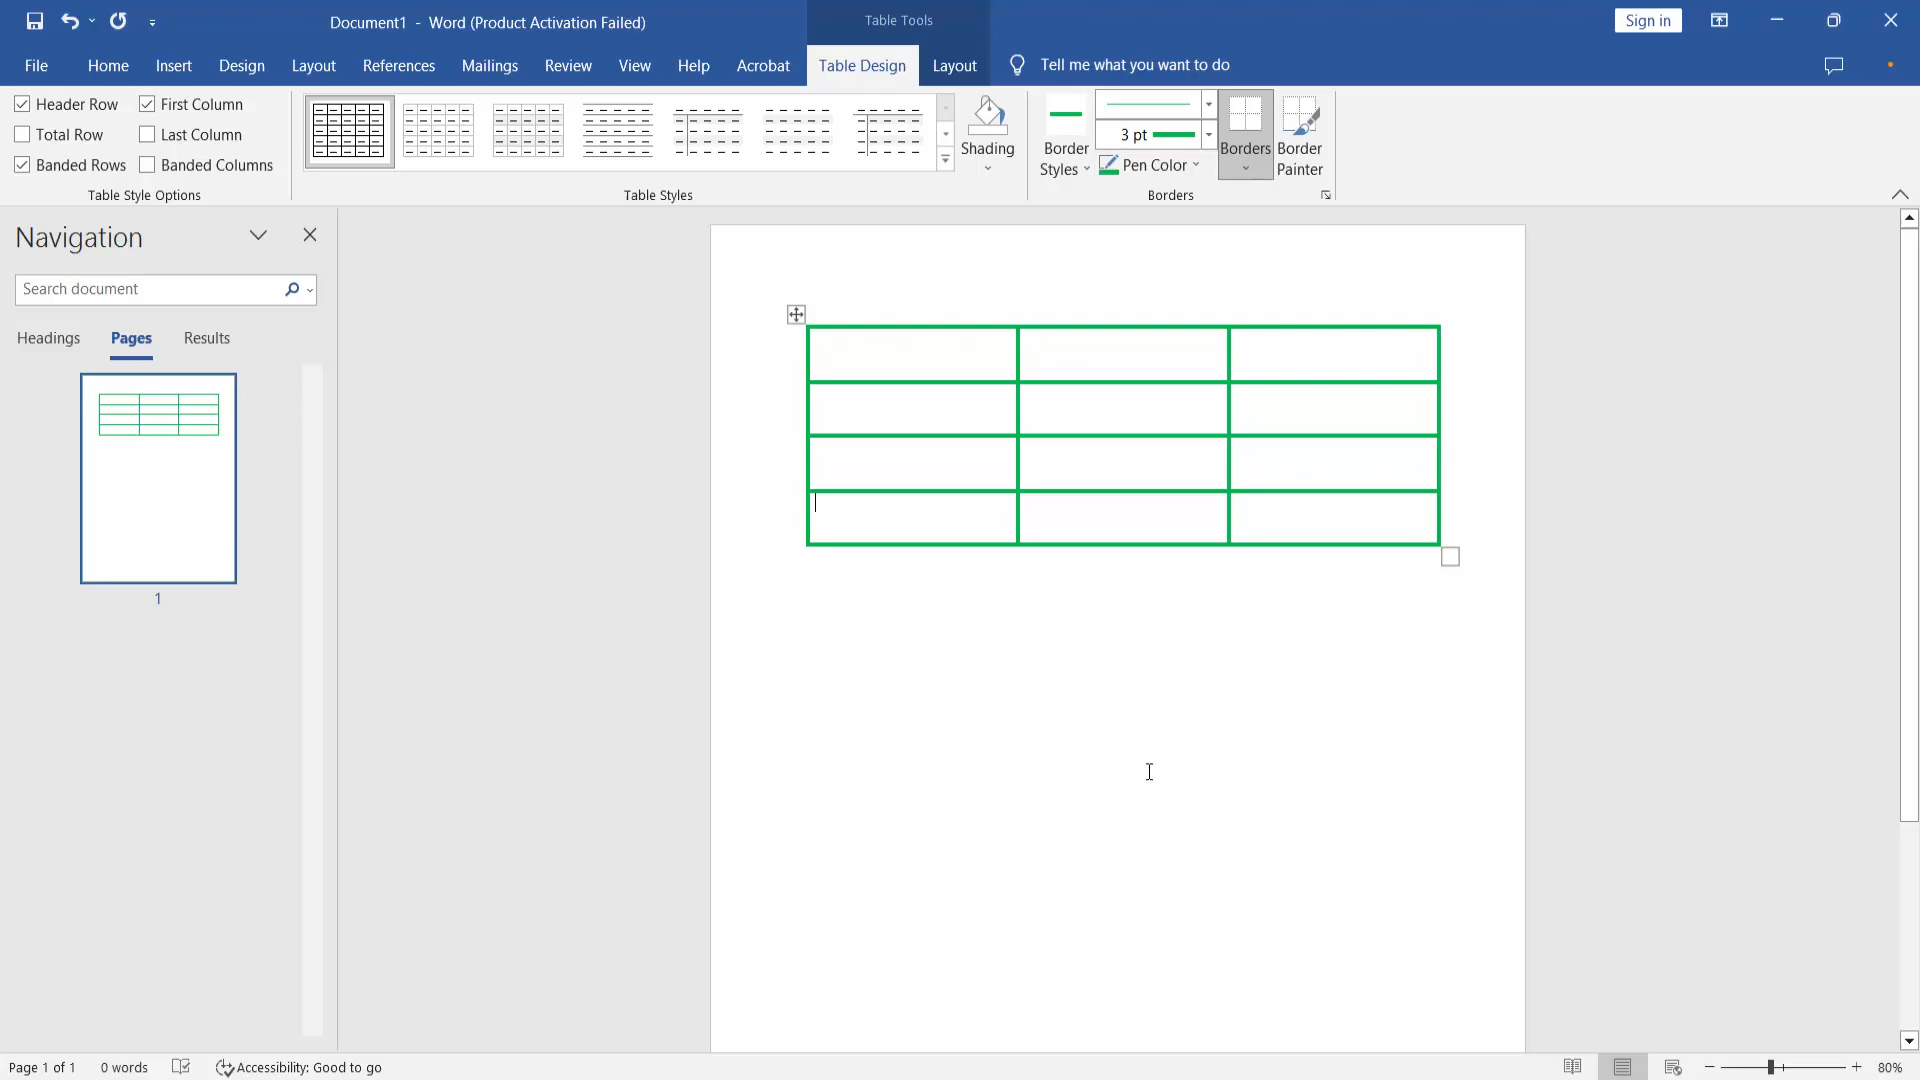 Document1 - Word (Product Activation Failed)
Table Tools
Sign in
File Home Insert Design Layout References Mailings Review View Help Acrobat Table Design Layout Tell me what you want to do
Header Row First Column
Total Row Last Column
Banded Rows Banded Columns
Table Style Options
Table Styles
Shading
Border Styles
3 pt
Pen Color
Borders
Border Painter
Borders
Navigation
Search document
Headings Pages Results
1
Page 1 of 1 0 words Accessibility: Good to go 80%